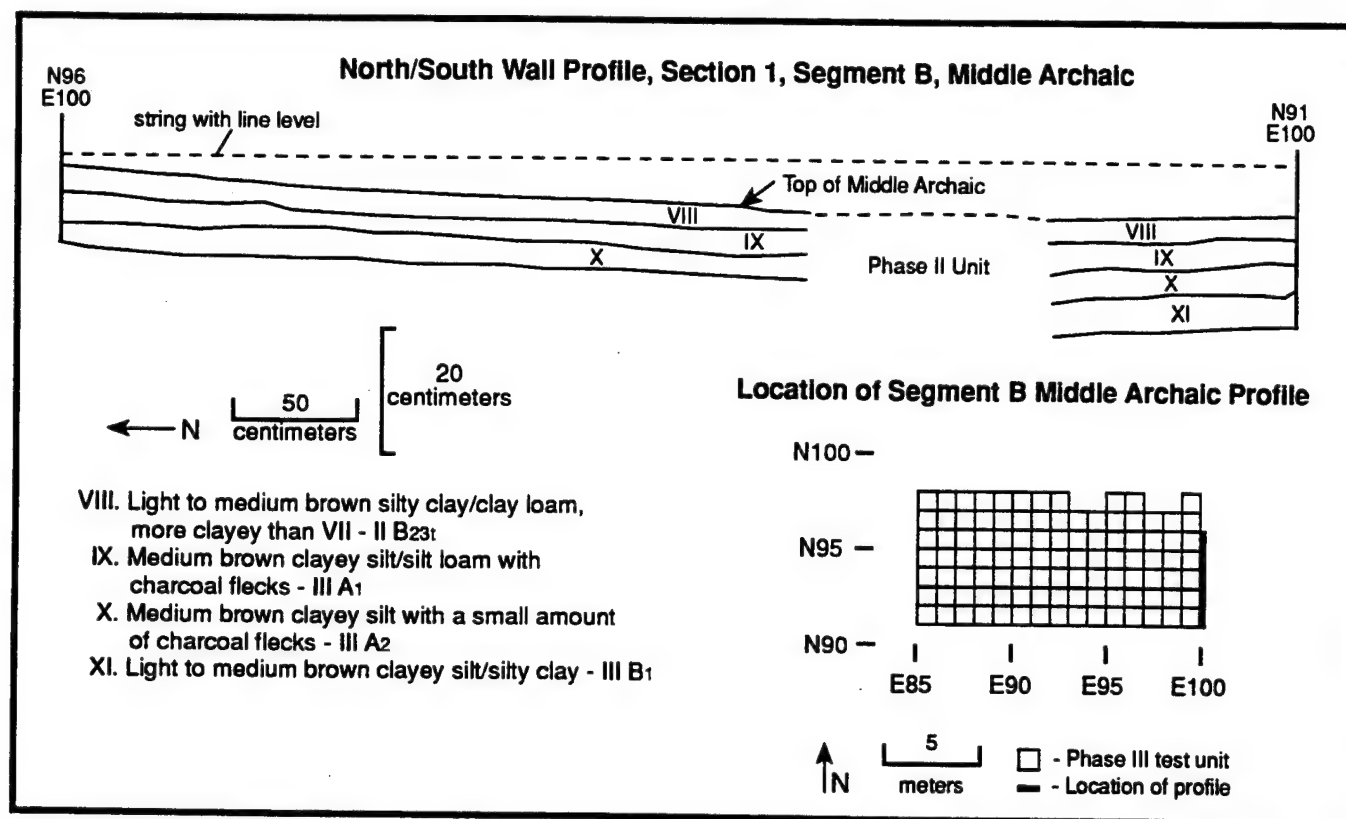 North/South Wall Profile, Section 1, Segment B, Middle Archaic
N96
E100
string with line level
N91
E100
Top of Middle Archaic
VIII
IX
X
Phase II Unit
VIII
IX
X
XI
20
centimeters
50
centimeters
N
VIII. Light to medium brown silty clay/clay loam,
more clayey than VII - II B23t
IX. Medium brown clayey silt/silt loam with
charcoal flecks - III A1
X. Medium brown clayey silt with a small amount
of charcoal flecks - III A2
XI. Light to medium brown clayey silt/silty clay - III B1
Location of Segment B Middle Archaic Profile
N100
N95
N90
E85 E90 E95 E100
N
5
meters
- Phase III test unit
- Location of profile